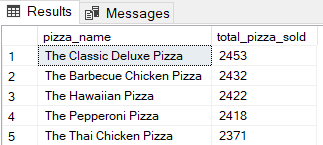 Results Messages
pizza_name total_pizza_sold
1 The Classic Deluxe Pizza 2453
2 The Barbecue Chicken Pizza 2432
3 The Hawaiian Pizza 2422
4 The Pepperoni Pizza 2418
5 The Thai Chicken Pizza 2371